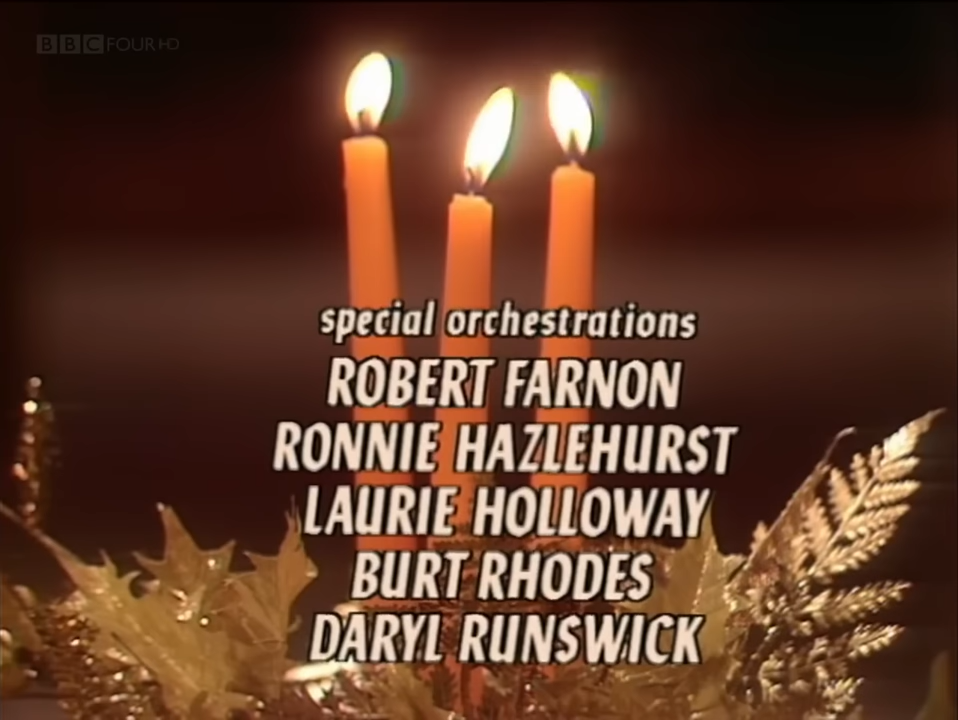 BBC FOUR HD
special orchestrations
ROBERT FARNON
RONNIE HAZLEHURST
LAURIE HOLLOWAY
BURT RHODES
DARYL RUNSWICK